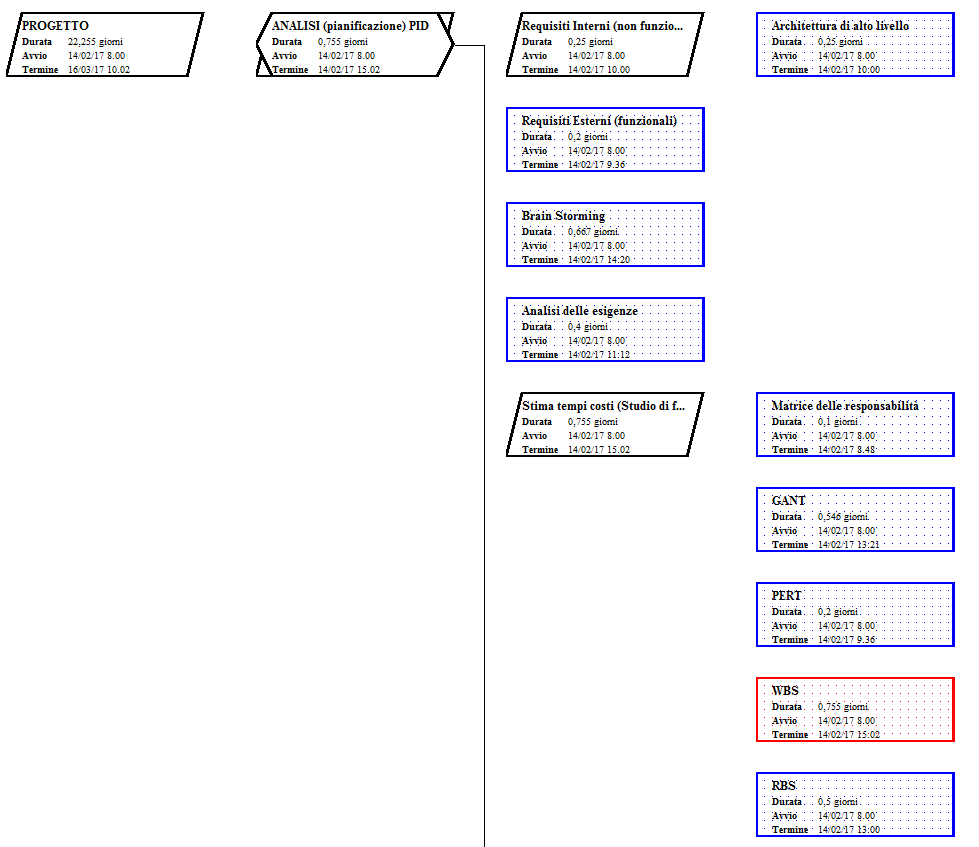 PROGETTO
Durata 22,255 giorni
Avvio 14/02/17 8.00
Termine 16/03/17 10.02
ANALISI (pianificazione) PID
Durata 0,755 giorni
Avvio 14/02/17 8.00
Termine 14/02/17 15.02
Requisiti Interni (non funzio...
Durata 0,25 giorni
Avvio 14/02/17 8.00
Termine 14/02/17 10.00
Architettura di alto livello
Durata 0,25 giorni
Avvio 14/02/17 8.00
Termine 14/02/17 10:00
Requisiti Esterni (funzionali)
Durata 0,2 giorni
Avvio 14/02/17 8.00
Termine 14/02/17 9.36
Brain Storming
Durata 0,667 giorni
Avvio 14/02/17 8.00
Termine 14/02/17 14:20
Analisi delle esigenze
Durata 0,4 giorni
Avvio 14/02/17 8.00
Termine 14/02/17 11:12
Stima tempi costi (Studio di f...
Durata 0,755 giorni
Avvio 14/02/17 8.00
Termine 14/02/17 15.02
Matrice delle responsabilità
Durata 0,1 giorni
Avvio 14/02/17 8.00
Termine 14/02/17 8.48
GANT
Durata 0,546 giorni
Avvio 14/02/17 8.00
Termine 14/02/17 13:21
PERT
Durata 0,2 giorni
Avvio 14/02/17 8.00
Termine 14/02/17 9.36
WBS
Durata 0,755 giorni
Avvio 14/02/17 8.00
Termine 14/02/17 15:02
RBS
Durata 0,5 giorni
Avvio 14/02/17 8.00
Termine 14/02/17 13:00